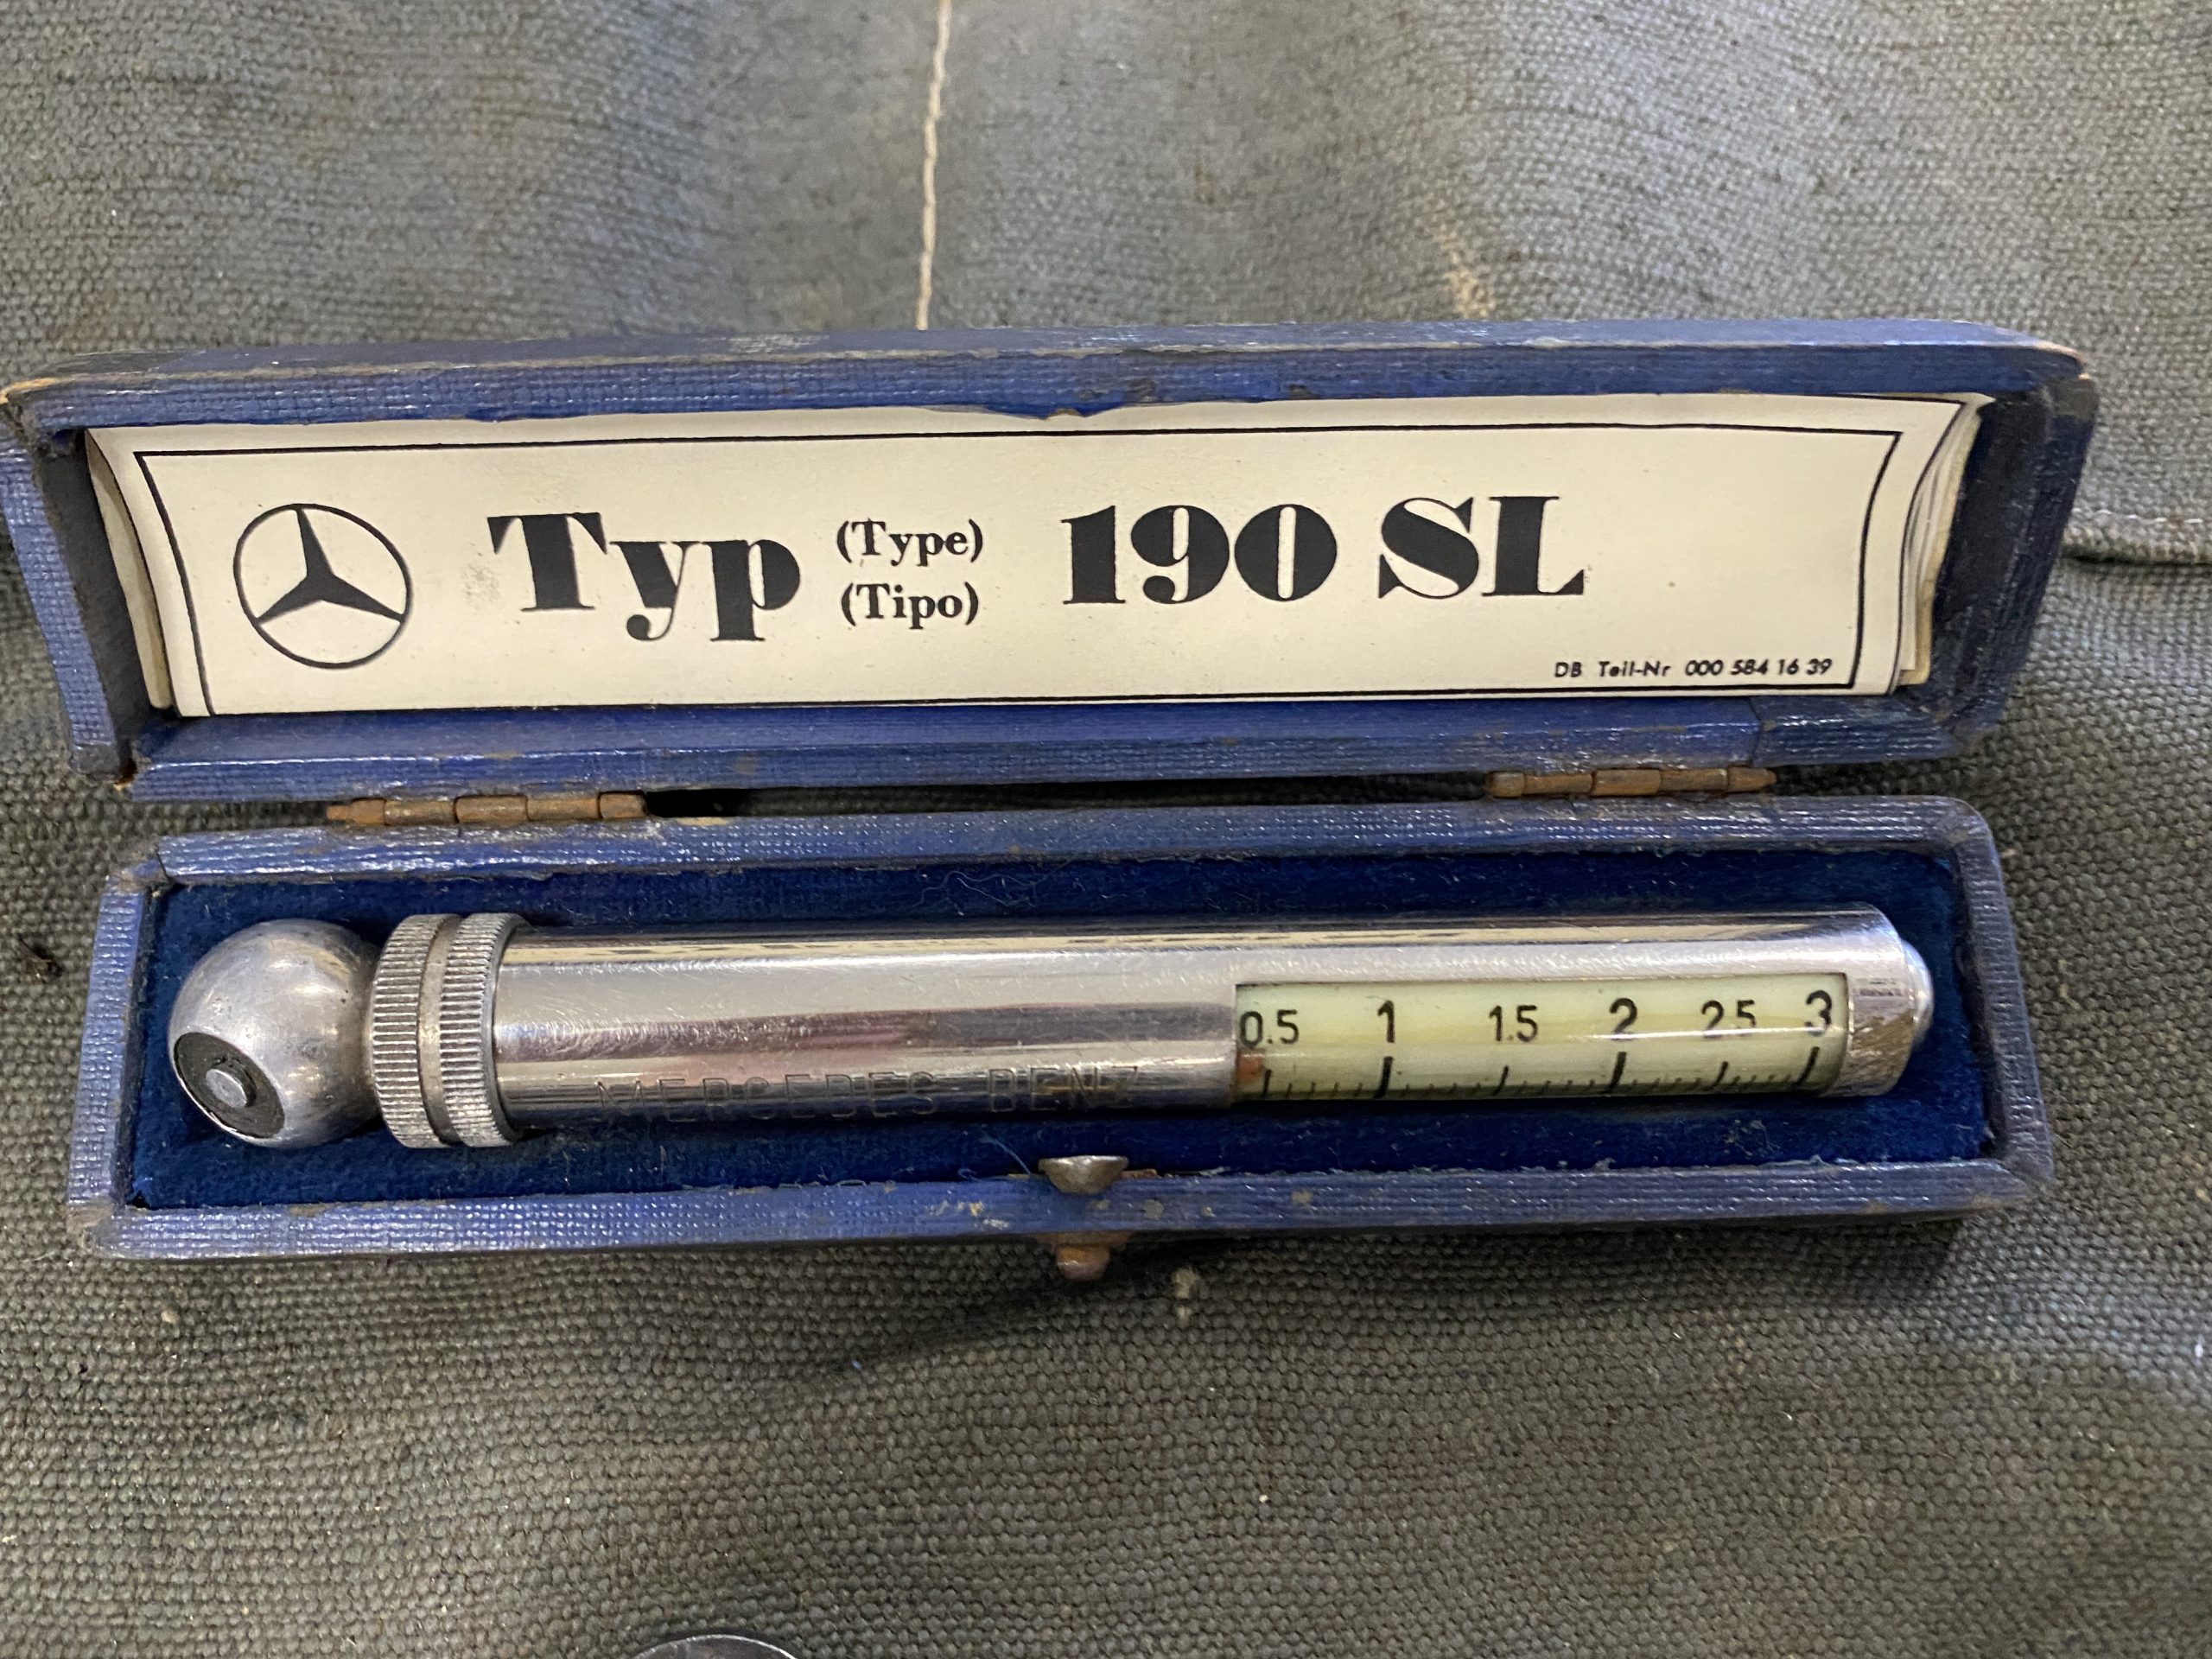 Typ (Type) 190 SL
(Tipo)
DB Teil-Nr 000 584 16 39
0.5 1 1.5 2 2.5 3
MERCEDES BENZ